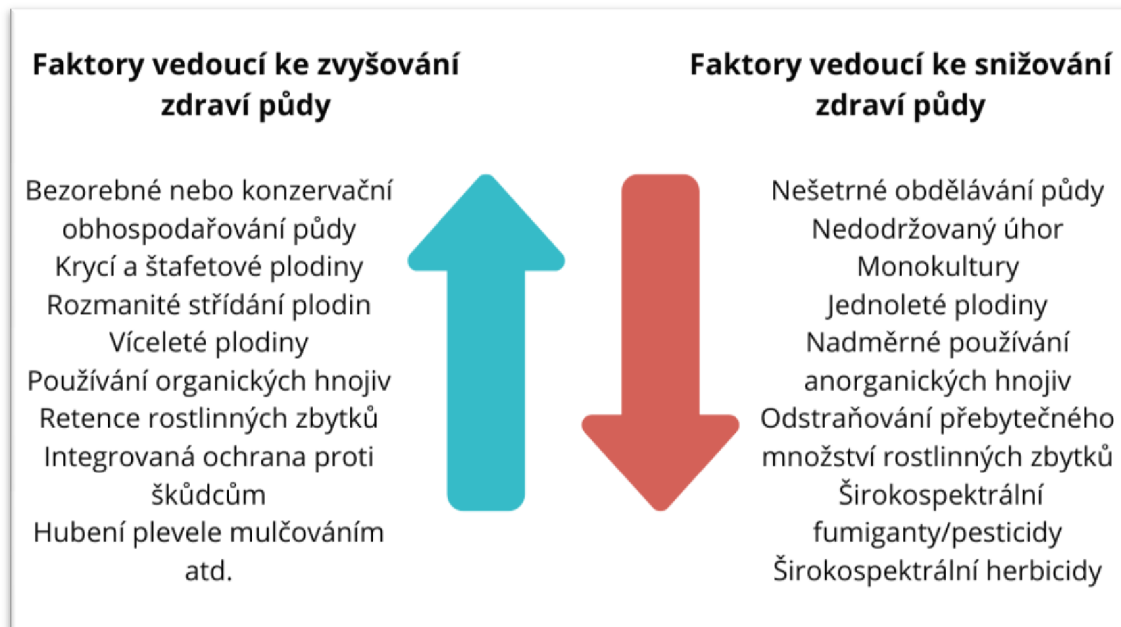 Faktory vedoucí ke zvyšování
zdraví půdy
Bezorebné nebo konzervační
obhospodařování půdy
Krycí a štafetové plodiny
Rozmanité střídání plodin
Víceleté plodiny
Používání organických hnojiv
Retence rostlinných zbytků
Integrovaná ochrana proti
škůdcům
Hubení plevele mulčováním
atd.
Faktory vedoucí ke snižování
zdraví půdy
Nešetrné obdělávání půdy
Nedodržovaný úhor
Monokultury
Jednoleté plodiny
Nadměrné používání
anorganických hnojiv
Odstraňování přebytečného
množství rostlinných zbytků
Širokospektrální
fumiganty/pesticidy
Širokospektrální herbicidy